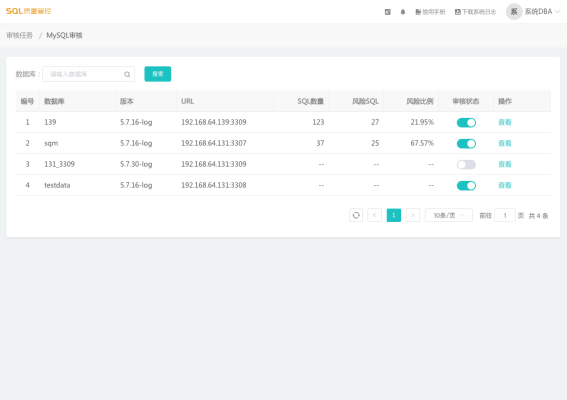 SQL质量管控
使用手册 下载系统日志 系 系统DBA
审核任务 / MySQL审核
数据库： 请输入数据库 搜索
编号 数据库 版本 URL SQL数量 风险SQL 风险比例 审核状态 操作
1 139 5.7.16-log 192.168.64.139:3309 123 27 21.95% 查看
2 sqm 5.7.16-log 192.168.64.131:3307 37 25 67.57% 查看
3 131_3309 5.7.30-log 192.168.64.131:3309 -- -- -- 查看
4 testdata 5.7.16-log 192.168.64.131:3308 -- -- -- 查看
< 1 > 10条/页 前往 1 页 共 4 条